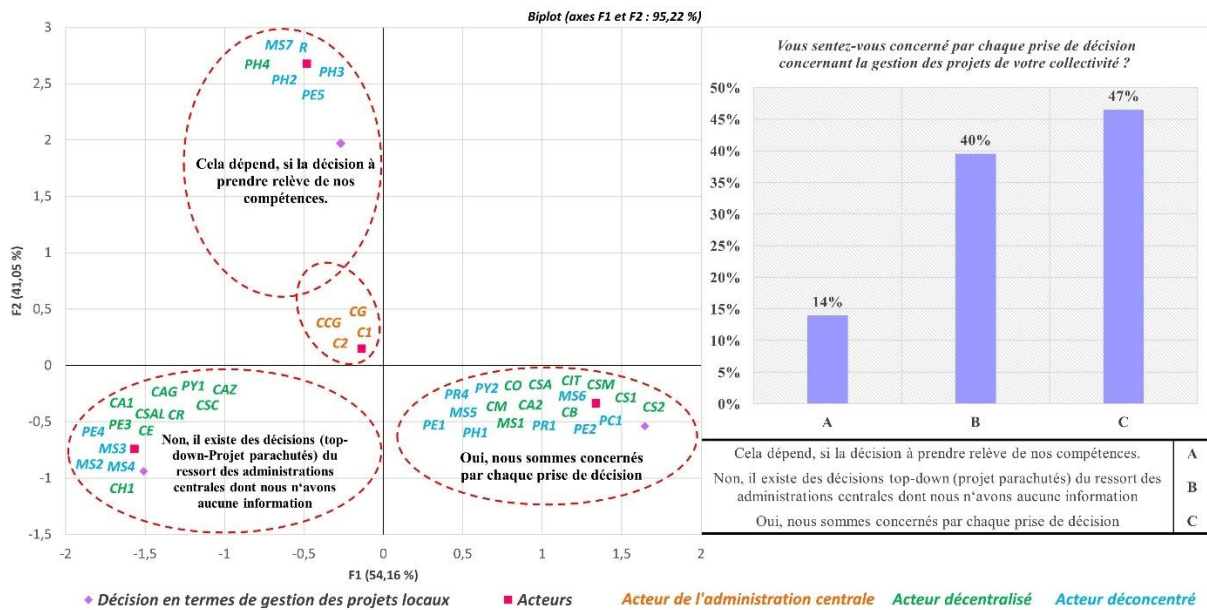 Biplot (axes F1 et F2 : 95,22 %)
3
2,5
2
1,5
1
0,5
0
-0,5
-1
-1,5
F2 (41,05 %)
MS7 R
PH4 PH3
PH2
PE5
Cela dépend, si la décision à
prendre relève de nos
compétences.
CG
CCG C1
C2
CAG PY1 CAZ
CA1 CSC
CSAL CR
PE3
PE4 CE
MS3
MS2 MS4
CH1
Non, il existe des décisions (top-
down-Projet parachutés) du
ressort des administrations
centrales dont nous n‘avons
aucune information
PR4 PY2 CO CSA CIT CSM
MS6 CS1
MS5 CM CA2 CB CS2
PE1 MS1 PR1 PC1
PH1 PE2
Oui, nous sommes concernés
par chaque prise de décision
-2 -1,5 -1 -0,5 0 0,5 1 1,5 2
F1 (54,16 %)
Vous sentez-vous concerné par chaque prise de décision
concernant la gestion des projets de votre collectivité ?
50%
45%
40%
35%
30%
25%
20%
15%
10%
5%
0%
14%
40%
47%
A B C
Cela dépend, si la décision à prendre relève de nos compétences. A
Non, il existe des décisions top-down (projet parachutés) du ressort des
administrations centrales dont nous n‘avons aucune information B
Oui, nous sommes concernés par chaque prise de décision C
Décision en termes de gestion des projets locaux Acteurs Acteur de l'administration centrale Acteur décentralisé Acteur déconcentré